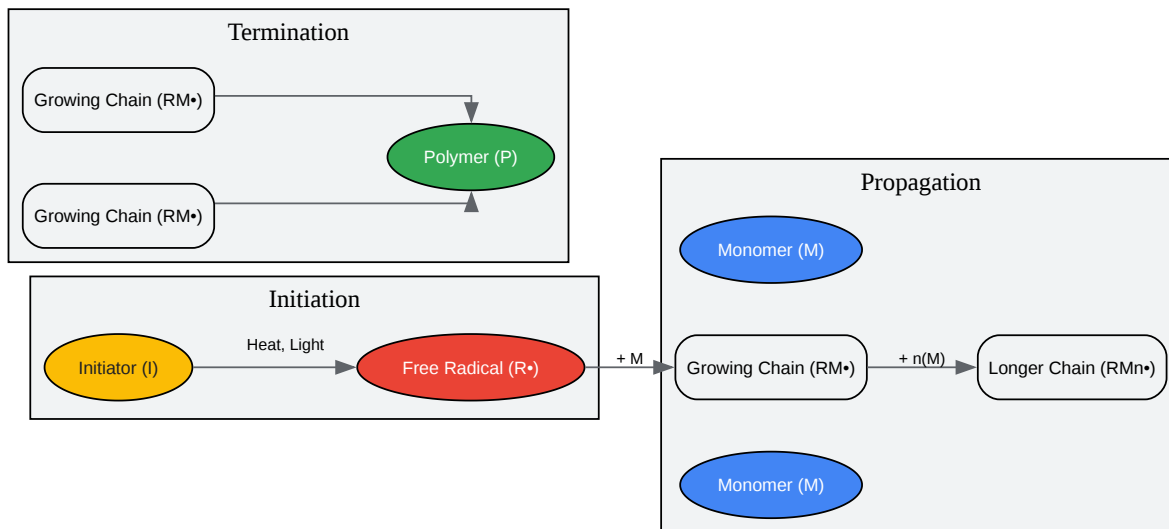 Termination
Growing Chain (RM•)
Polymer (P)
Growing Chain (RM•)
Initiation
Initiator (I)
Heat, Light
Free Radical (R•)
+ M
Propagation
Monomer (M)
Growing Chain (RM•)
+ n(M)
Longer Chain (RMn•)
Monomer (M)